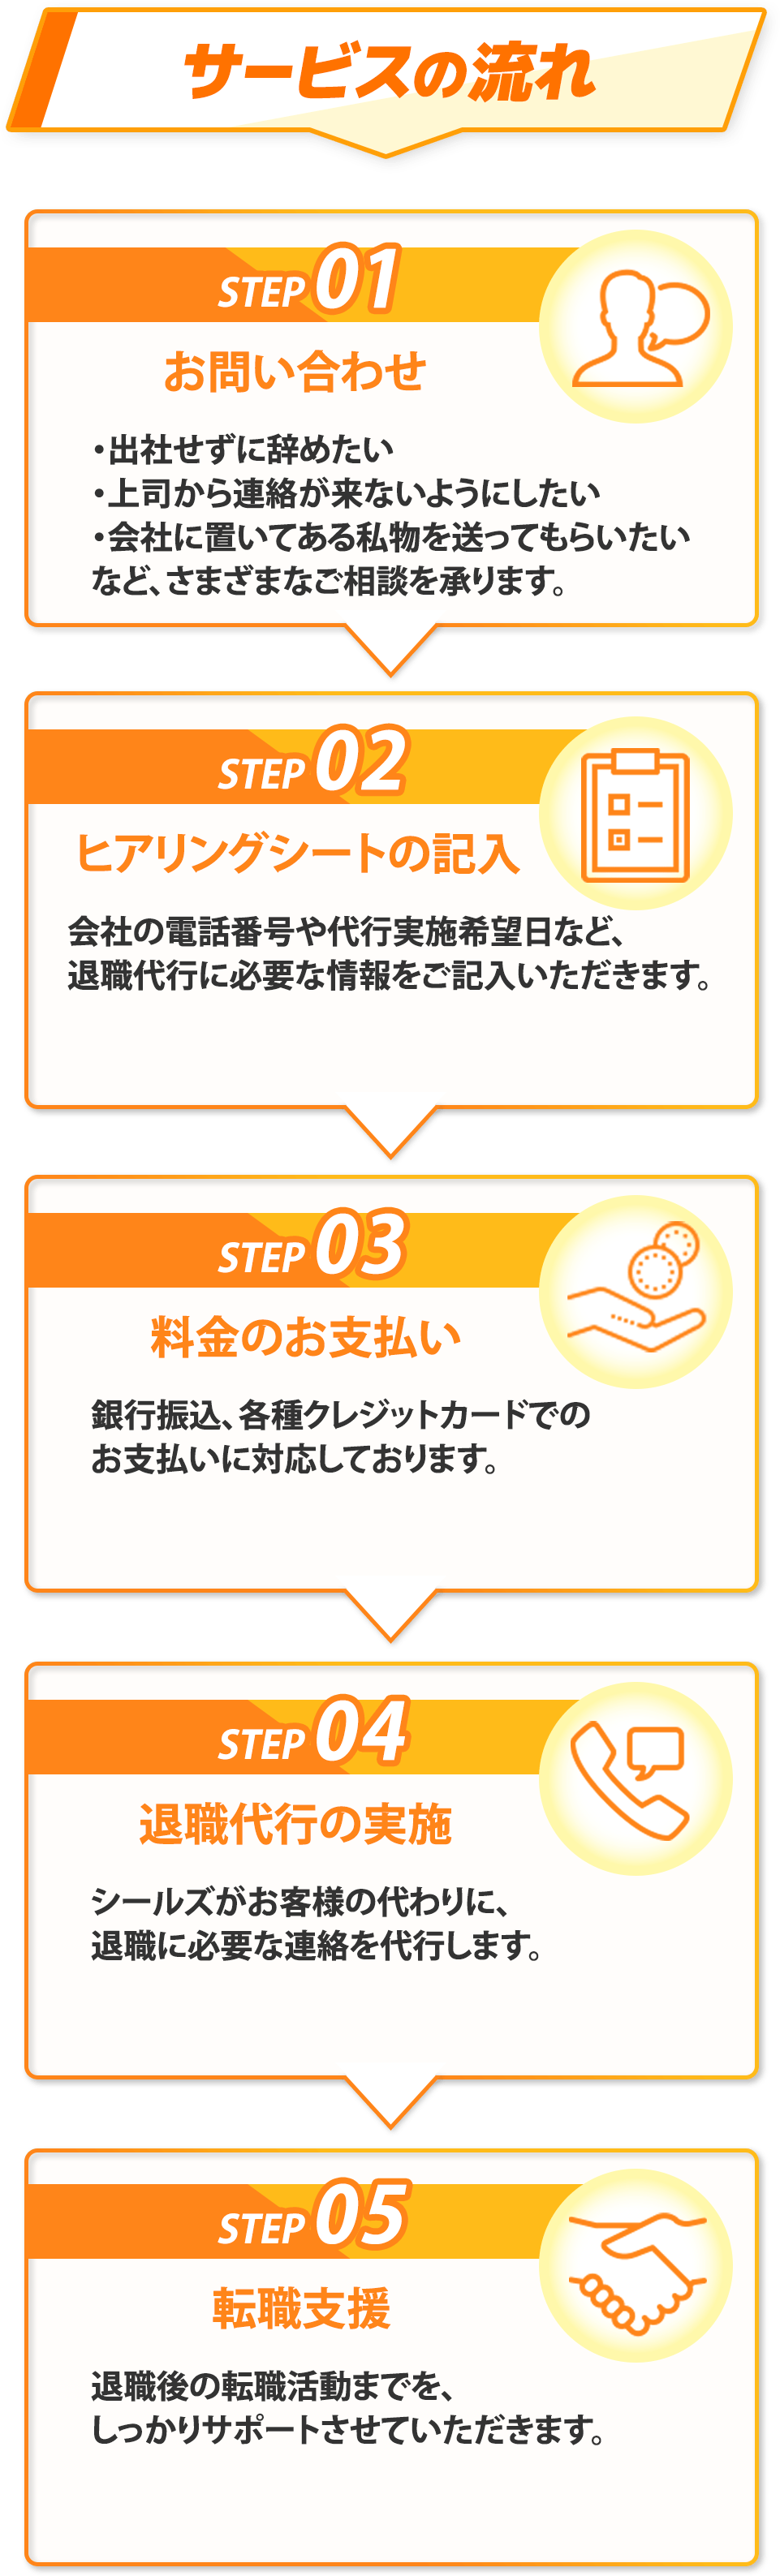 サービスの流れ
STEP 01
お問い合わせ
・出社せずに辞めたい
・上司から連絡が来ないようにしたい
・会社に置いてある私物を送ってもらいたい
など、さまざまなご相談を承ります。
STEP 02
ヒアリングシートの記入
会社の電話番号や代行実施希望日など、
退職代行に必要な情報をご記入いただきます。
STEP 03
料金のお支払い
銀行振込、各種クレジットカードでの
お支払いに対応しております。
STEP 04
退職代行の実施
シールズがお客様の代わりに、
退職に必要な連絡を代行します。
STEP 05
転職支援
退職後の転職活動までを、
しっかりサポートさせていただきます。